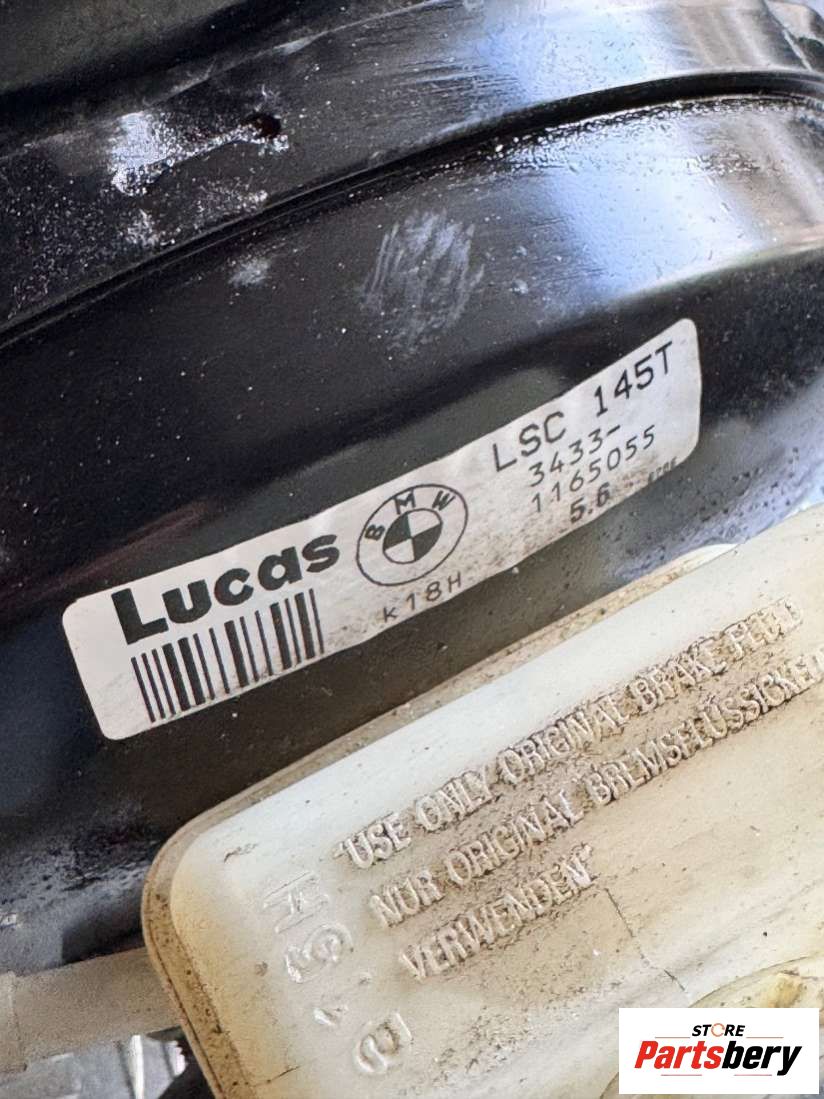 LSC 145T
3433-
1165055
5.6
Lucas
BMW
K18H
"USE ONLY ORIGINAL BRAKE FLUID
NUR ORIGINAL BREMSFLÜSSIGKEIT
VERWENDEN"
STORE
Partsbery